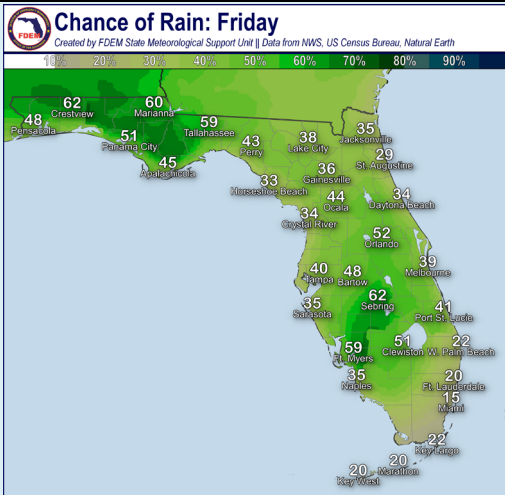 Chance of Rain: Friday
FDEM
Created by FDEM State Meteorological Support Unit || Data from NWS, US Census Bureau, Natural Earth
10% 20% 30% 40% 50% 60% 70% 80% 90%
62
Crestview
60
Marianna
48
Pensacola
59
Tallahassee
51
Panama City
45
Apalachicola
43
Perry
38
Lake City
35
Jacksonville
29
St. Augustine
36
Gainesville
33
Horseshoe Beach
44
Ocala
34
Daytona Beach
34
Crystal River
52
Orlando
39
Melbourne
40
Tampa
48
Bartow
62
Sebring
35
Sarasota
41
Port St. Lucie
59
Ft. Myers
51
Clewiston
22
W. Palm Beach
35
Naples
20
Ft. Lauderdale
15
Miami
22
Key Largo
20
Marathon
20
Key West